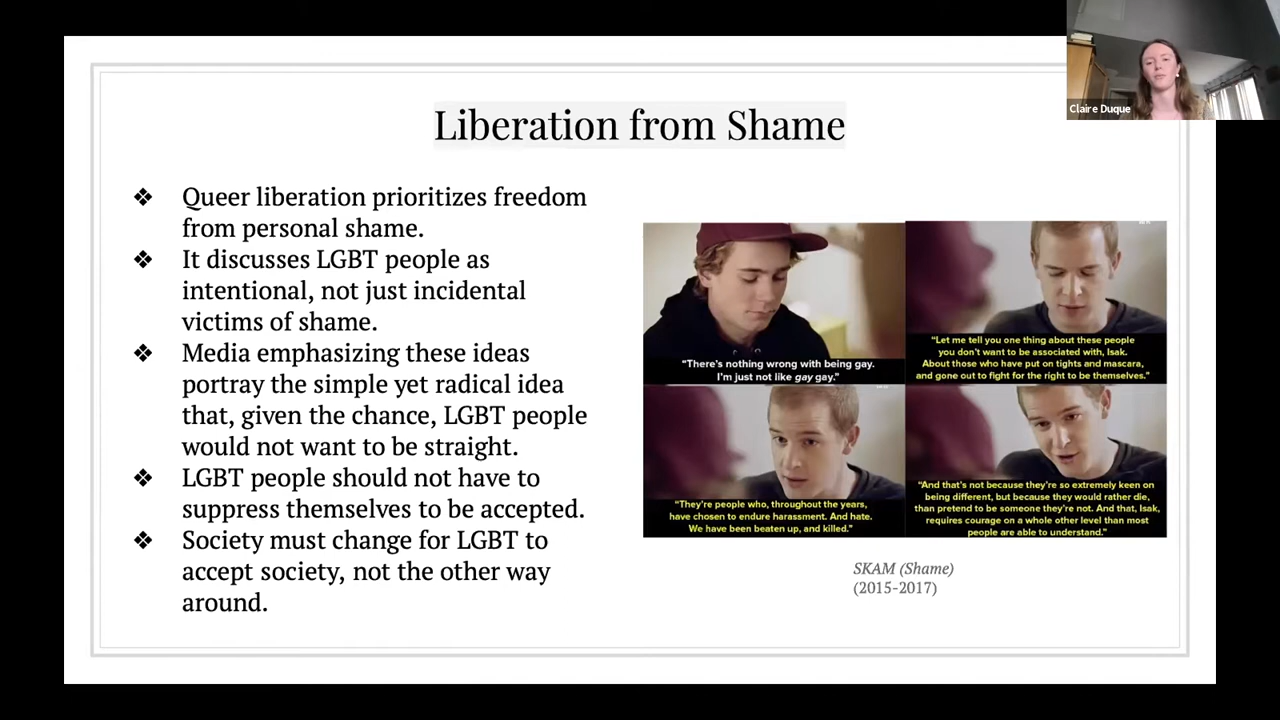 Claire Duque
Liberation from Shame
❖ Queer liberation prioritizes freedom
from personal shame.
❖ It discusses LGBT people as
intentional, not just incidental
victims of shame.
❖ Media emphasizing these ideas
portray the simple yet radical idea
that, given the chance, LGBT people
would not want to be straight.
❖ LGBT people should not have to
suppress themselves to be accepted.
❖ Society must change for LGBT to
accept society, not the other way
around.
“There's nothing wrong with being gay.
I'm just not like gay gay.”
“Let me tell you one thing about these people
you don't want to be associated with, Isak.
About those who have put on tights and mascara,
and gone out to fight for the right to be themselves.”
“They're people who, throughout the years,
have chosen to endure harassment. And hate.
We have been beaten up, and killed.”
“And that's not because they're so extremely keen on
being different, but because they would rather die,
than pretend to be someone they're not. And that, Isak,
requires courage on a whole other level than most
people are able to understand.”
SKAM (Shame)
(2015-2017)